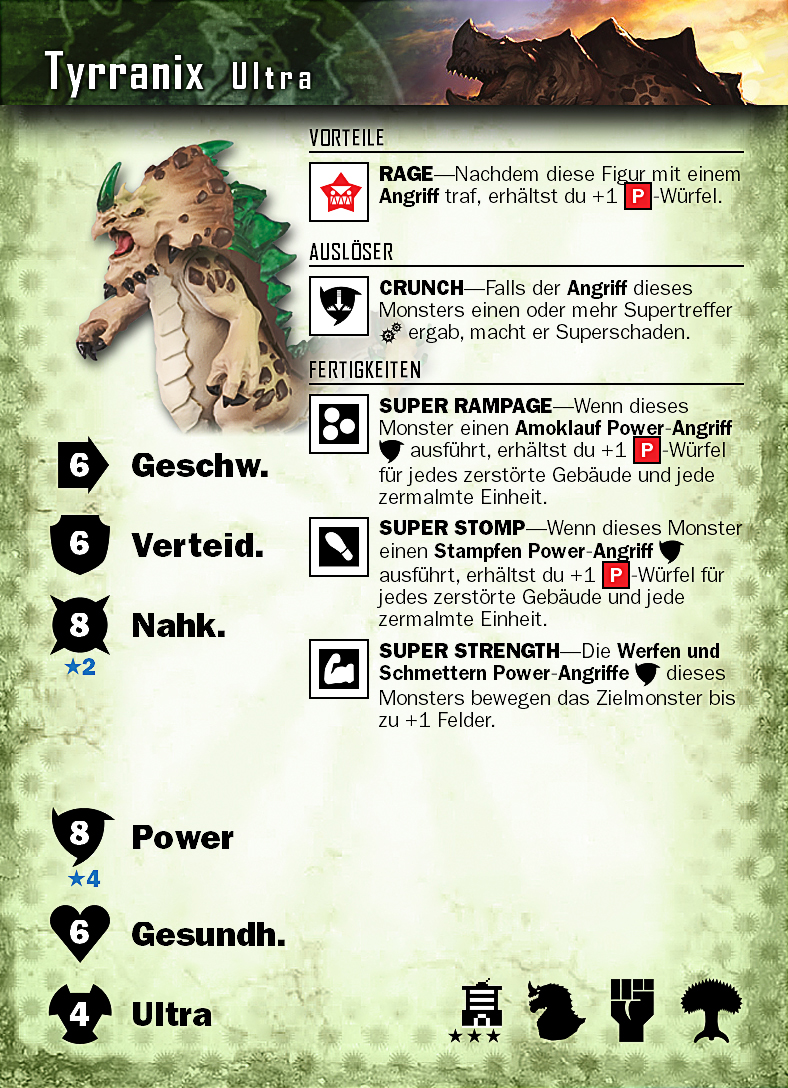 Tyrranix Ultra
VORTEILE
RAGE—Nachdem diese Figur mit einem
Angriff traf, erhältst du +1 P-Würfel.
AUSLÖSER
CRUNCH—Falls der Angriff dieses
Monsters einen oder mehr Supertreffer
ergab, macht er Superschaden.
FERTIGKEITEN
SUPER RAMPAGE—Wenn dieses
Monster einen Amoklauf Power-Angriff
ausführt, erhältst du +1 P-Würfel
für jedes zerstörte Gebäude und jede
zermalmte Einheit.
SUPER STOMP—Wenn dieses Monster
einen Stampfen Power-Angriff
ausführt, erhältst du +1 P-Würfel für
jedes zerstörte Gebäude und jede
zermalmte Einheit.
SUPER STRENGTH—Die Werfen und
Schmettern Power-Angriffe dieses
Monsters bewegen das Zielmonster bis
zu +1 Felder.
6 Geschw.
6 Verteid.
8 Nahk.
★2
8 Power
★4
6 Gesundh.
4 Ultra
★★★